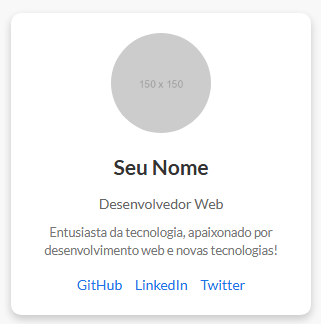 150 x 150
Seu Nome
Desenvolvedor Web
Entusiasta da tecnologia, apaixonado por
desenvolvimento web e novas tecnologias!
GitHub LinkedIn Twitter